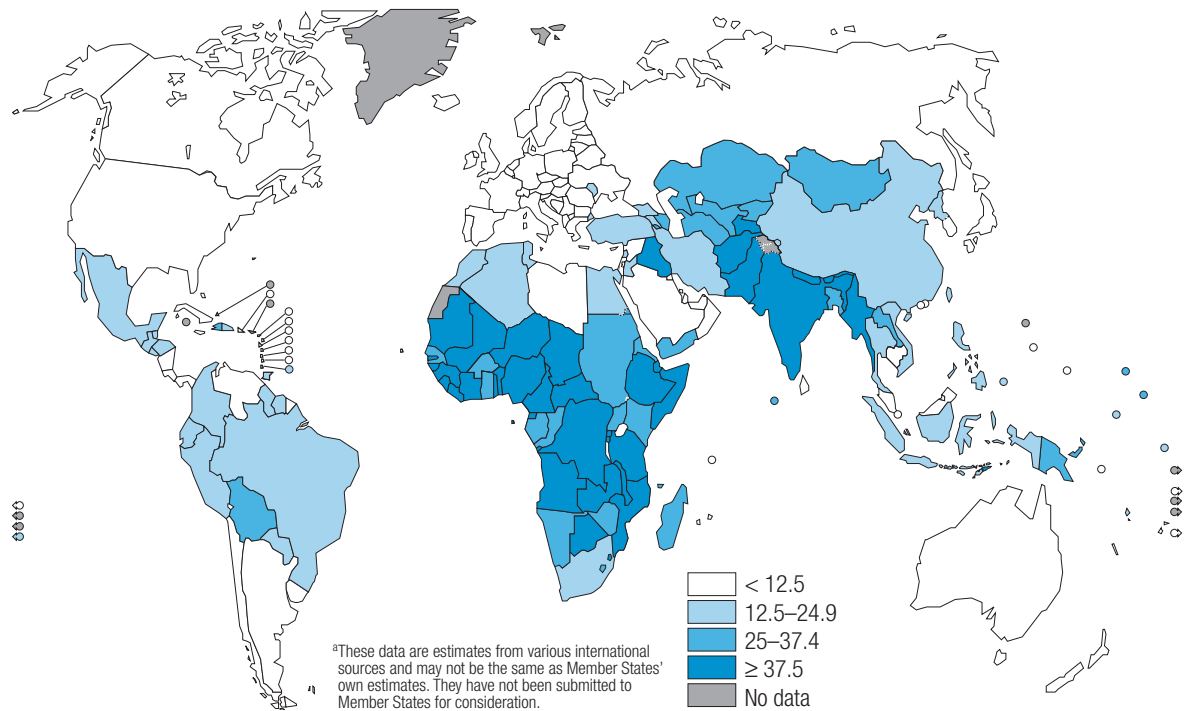 < 12.5
12.5–24.9
25–37.4
≥ 37.5
No data
ᵃThese data are estimates from various international
sources and may not be the same as Member States'
own estimates. They have not been submitted to
Member States for consideration.